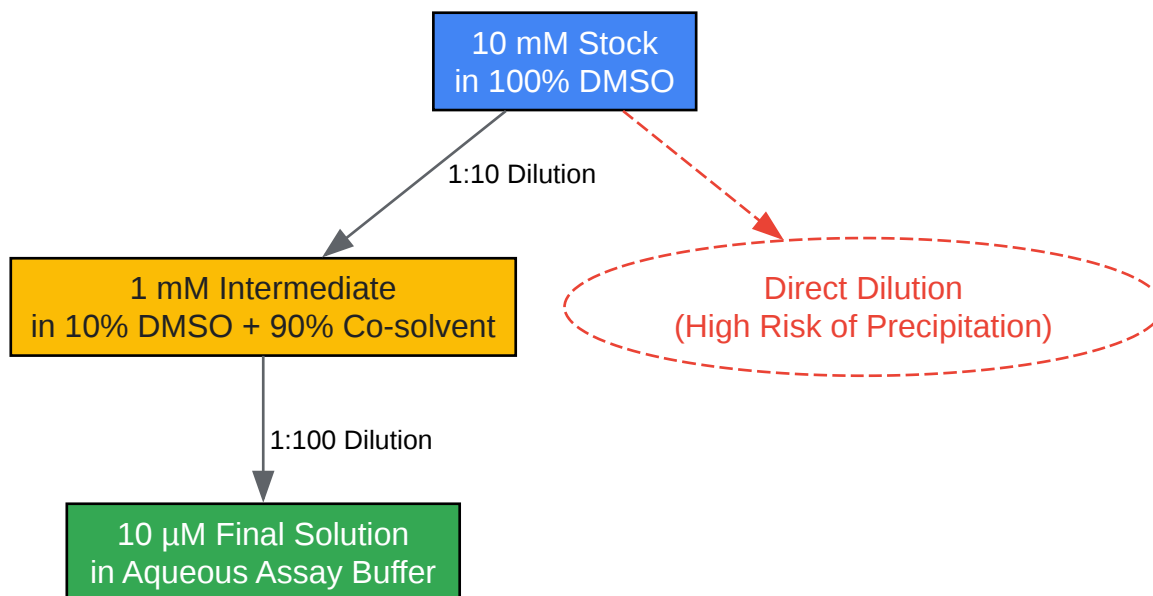 10 mM Stock
in 100% DMSO
1:10 Dilution
1 mM Intermediate
in 10% DMSO + 90% Co-solvent
Direct Dilution
(High Risk of Precipitation)
1:100 Dilution
10 µM Final Solution
in Aqueous Assay Buffer